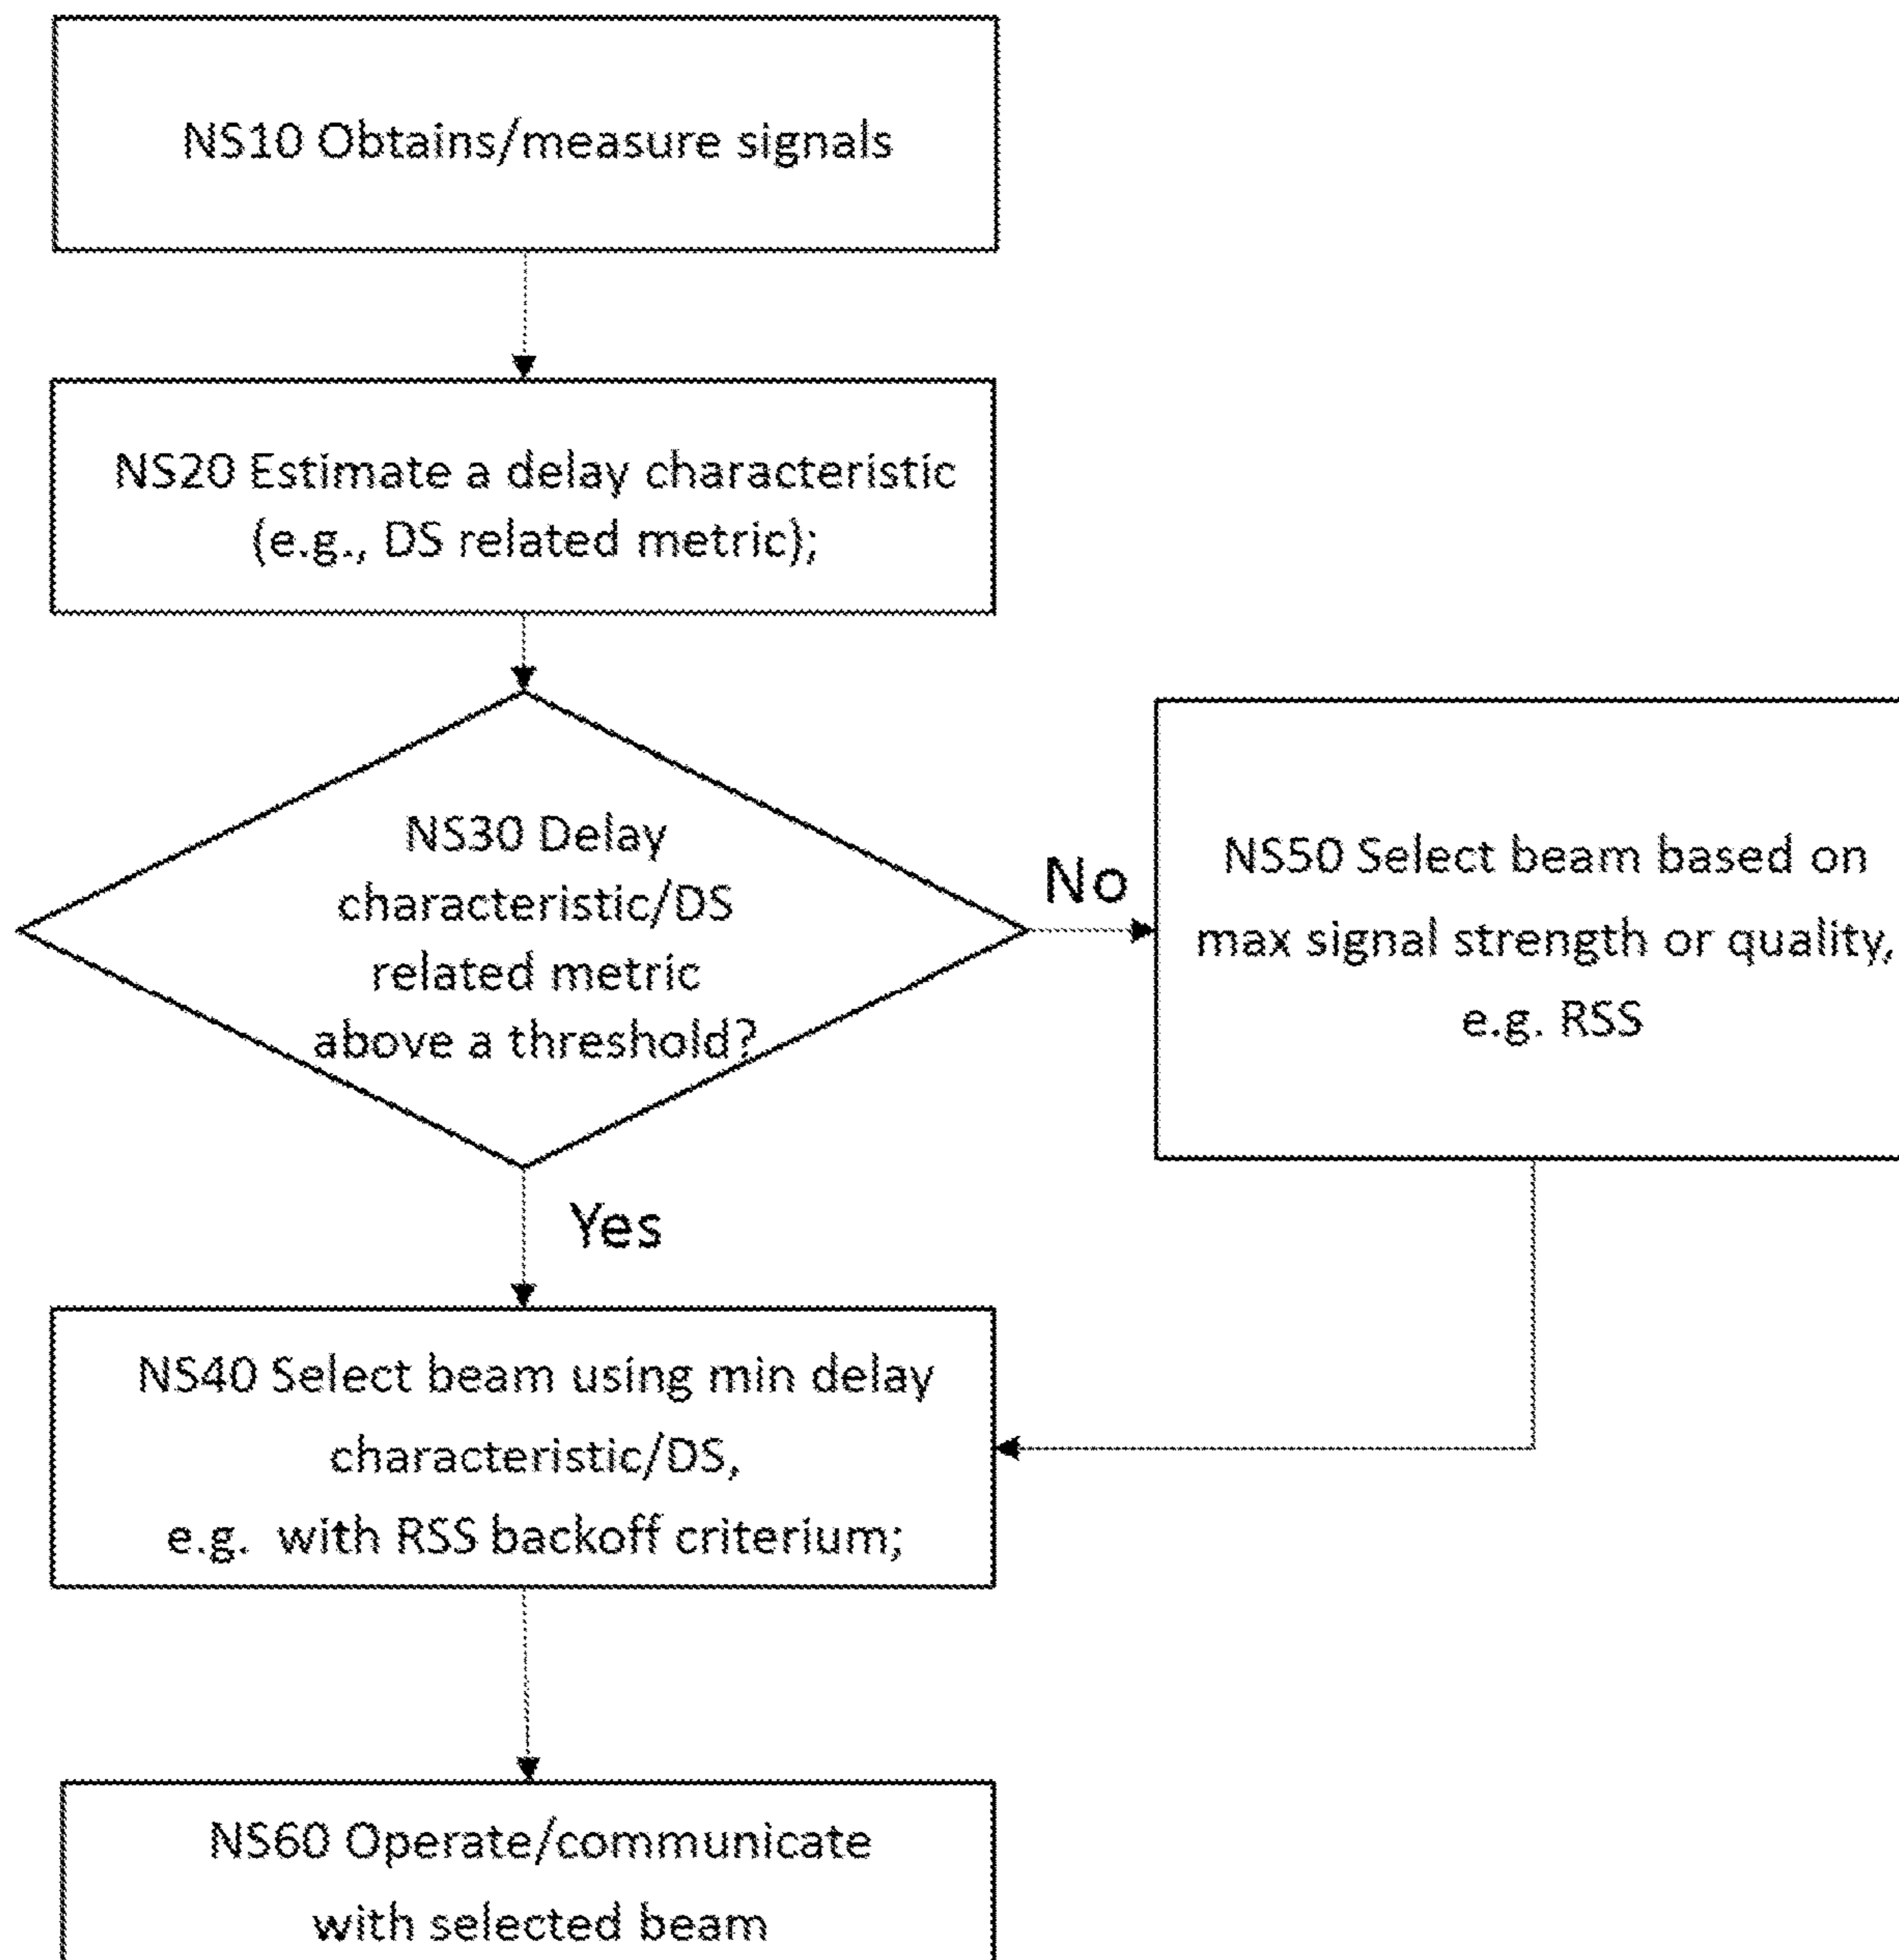 NS10 Obtains/measure signals
NS20 Estimate a delay characteristic
(e.g., DS related metric);
NS30 Delay
characteristic/DS
related metric
above a threshold?
No
NS50 Select beam based on
max signal strength or quality,
e.g. RSS
Yes
NS40 Select beam using min delay
characteristic/DS,
e.g. with RSS backoff criterium;
NS60 Operate/communicate
with selected beam